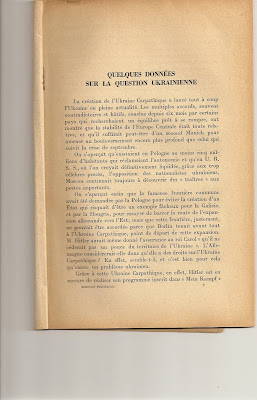 QUELQUES DONNÉES
SUR LA QUESTION UKRAINIENNE
La création de l'Ukraine Carpathique a lancé tout à coup
l'Ukraine en pleine actualité. Les multiples accords, souvent
contradictoires et hâtifs, conclus depuis six mois par certains
pays qui recherchaient un équilibre prêt à se rompre, ont
montré que la stabilité de l'Europe Centrale était toute rela-
tive, et qu'il suffirait peut-être d'un second Munich pour
amener un bouleversement encore plus profond que celui qui
suivit la crise de septembre.
On s'aperçut qu'existaient en Pologne au moins cinq mil-
lions d'habitants qui réclamaient l'autonomie et qu'en U. R.
S. S., où l'on croyait définitivement liquidée, grâce aux trop
célèbres procès, l'opposition des nationalistes ukrainiens,
Moscou continuait toujours à découvrir des « traîtres » aux
postes importants.
On s'aperçut enfin que la fameuse frontière commune
avait été demandée par la Pologne pour éviter la création d'un
État qui risquait d'être un exemple fâcheux pour la Galicie,
et par la Hongrie, pour essayer de barrer la route de l'expan-
sion allemande vers l'Est; mais que cette frontière, justement,
ne pouvait être accordée parce que Berlin tenait avant tout
à l'Ukraine Carpathique, point de départ de cette expansion.
M. Hitler aurait même donné l'assurance au roi Carol « qu'il ne
céderait pas un pouce du territoire de l'Ukraine ». L'Alle-
magne considérait-elle donc qu'elle a des droits sur l'Ukraine
Carpathique ? En effet, semble-t-il, et c'est bien pour cela
qu'existe un problème ukrainien.
Grâce à cette Ukraine Carpathique, en effet, Hitler est en
mesure de réaliser son programme inscrit dans « Mein Kampf »